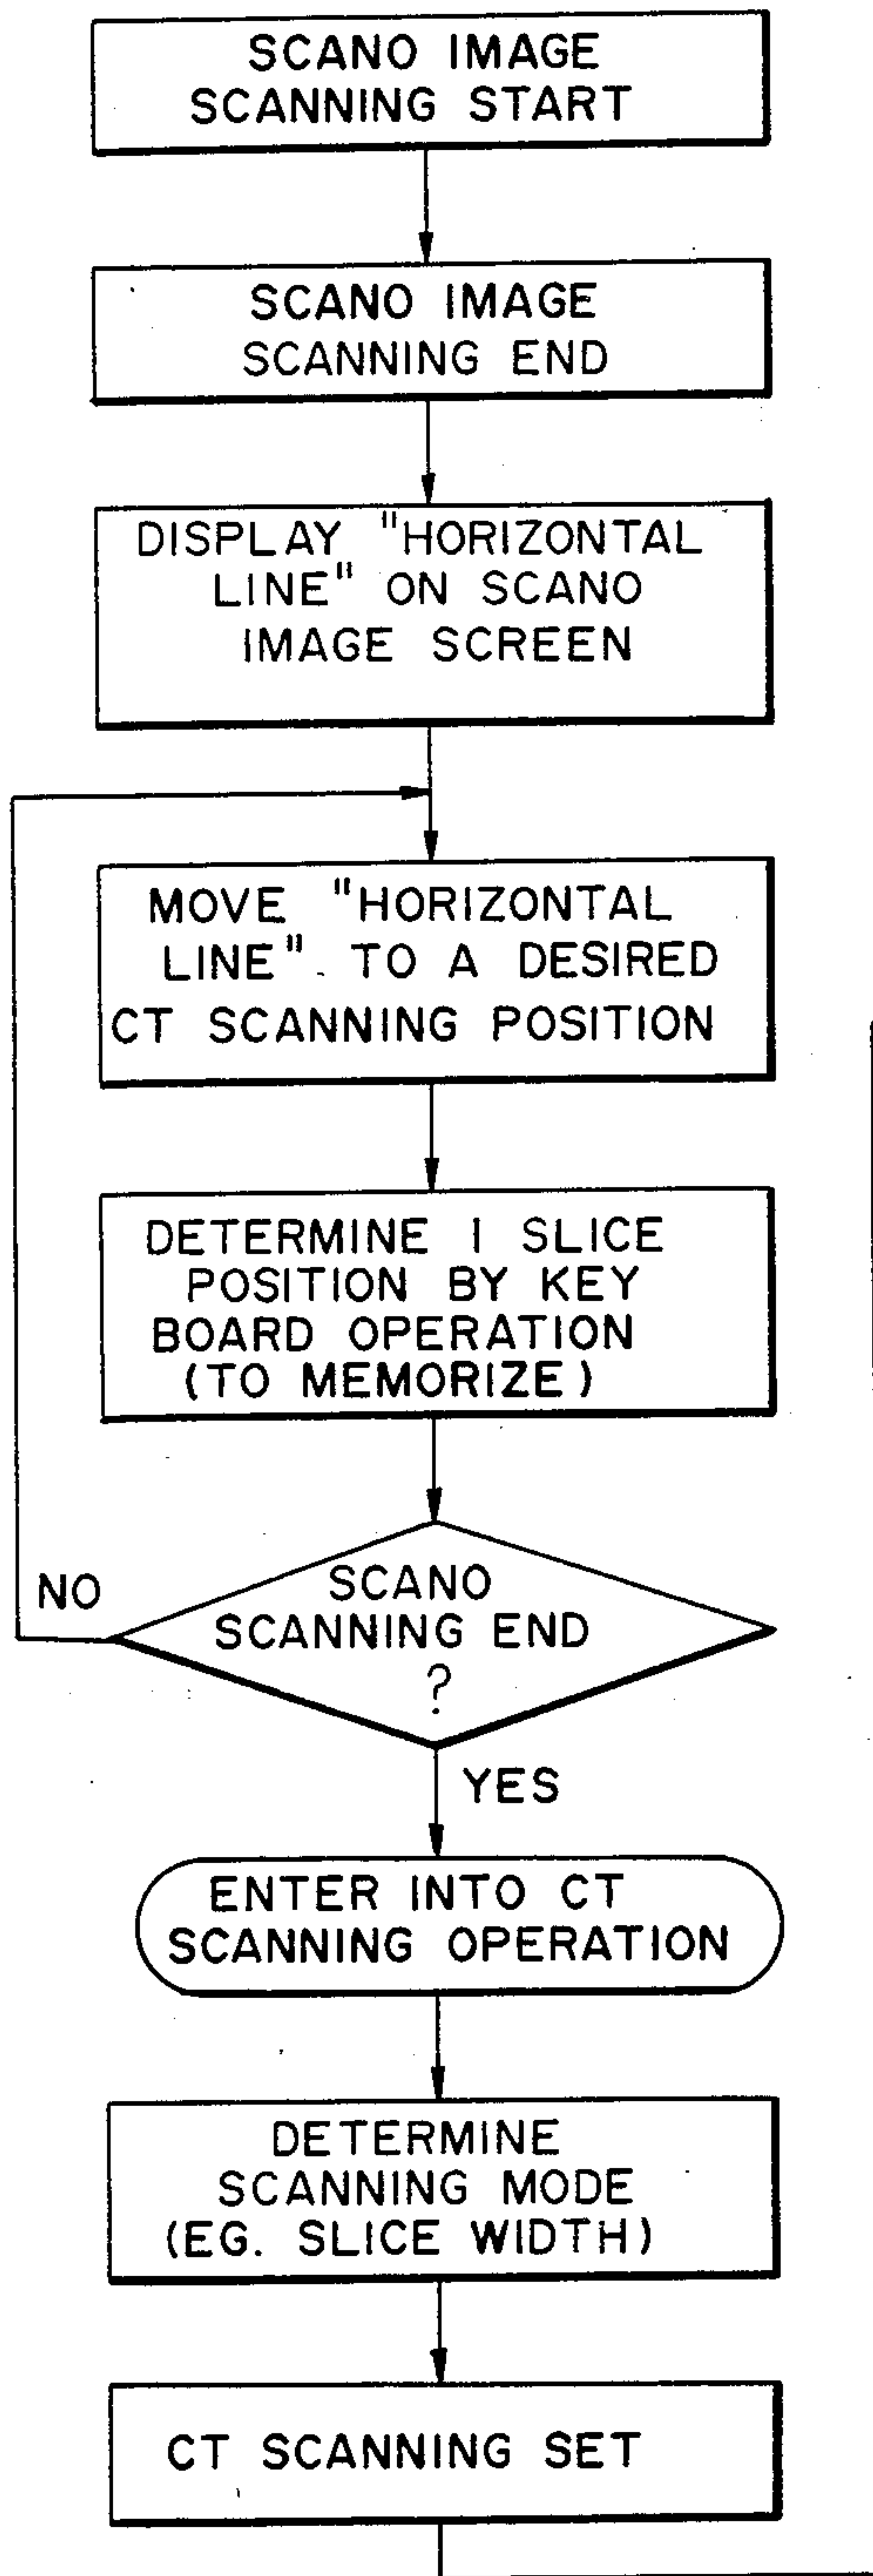 SCANO IMAGE
SCANNING START
SCANO IMAGE
SCANNING END
DISPLAY "HORIZONTAL
LINE" ON SCANO
IMAGE SCREEN
MOVE "HORIZONTAL
LINE" TO A DESIRED
CT SCANNING POSITION
DETERMINE 1 SLICE
POSITION BY KEY
BOARD OPERATION
(TO MEMORIZE)
NO
SCANO
SCANNING END
?
YES
ENTER INTO CT
SCANNING OPERATION
DETERMINE
SCANNING MODE
(EG. SLICE WIDTH)
CT SCANNING SET